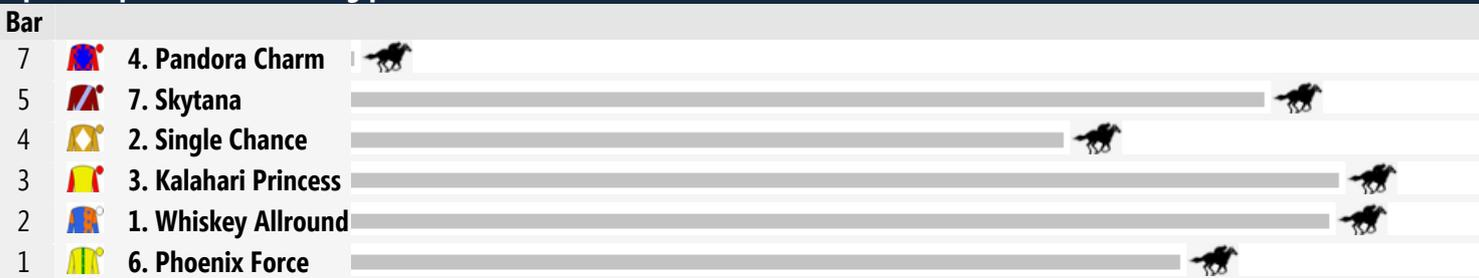 Bar
7 4. Pandora Charm
5 7. Skytana
4 2. Single Chance
3 3. Kalahari Princess
2 1. Whiskey Allround
1 6. Phoenix Force